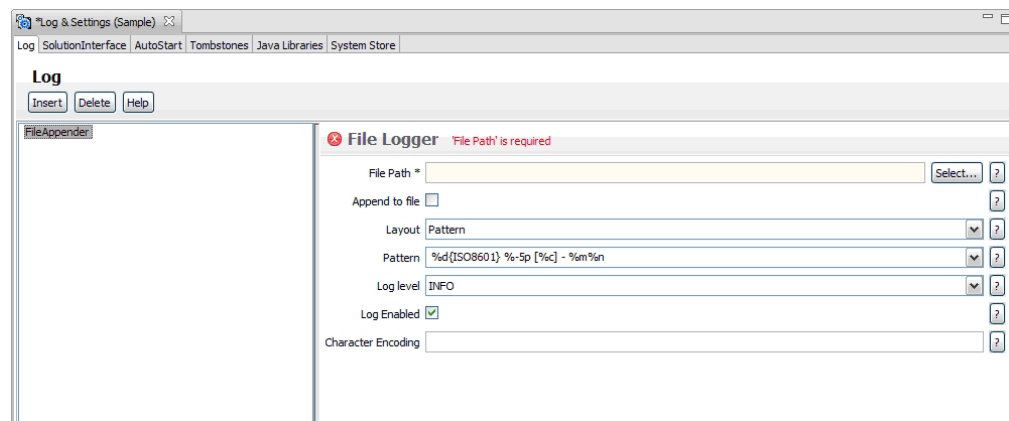 *Log & Settings (Sample)
Log SolutionInterface AutoStart Tombstones Java Libraries System Store
Log
Insert Delete Help
FileAppender
File Logger 'File Path' is required
File Path * Select... ?
Append to file ?
Layout Pattern ?
Pattern %d{ISO8601} %-5p [%c] - %m%n ?
Log level INFO ?
Log Enabled ?
Character Encoding ?